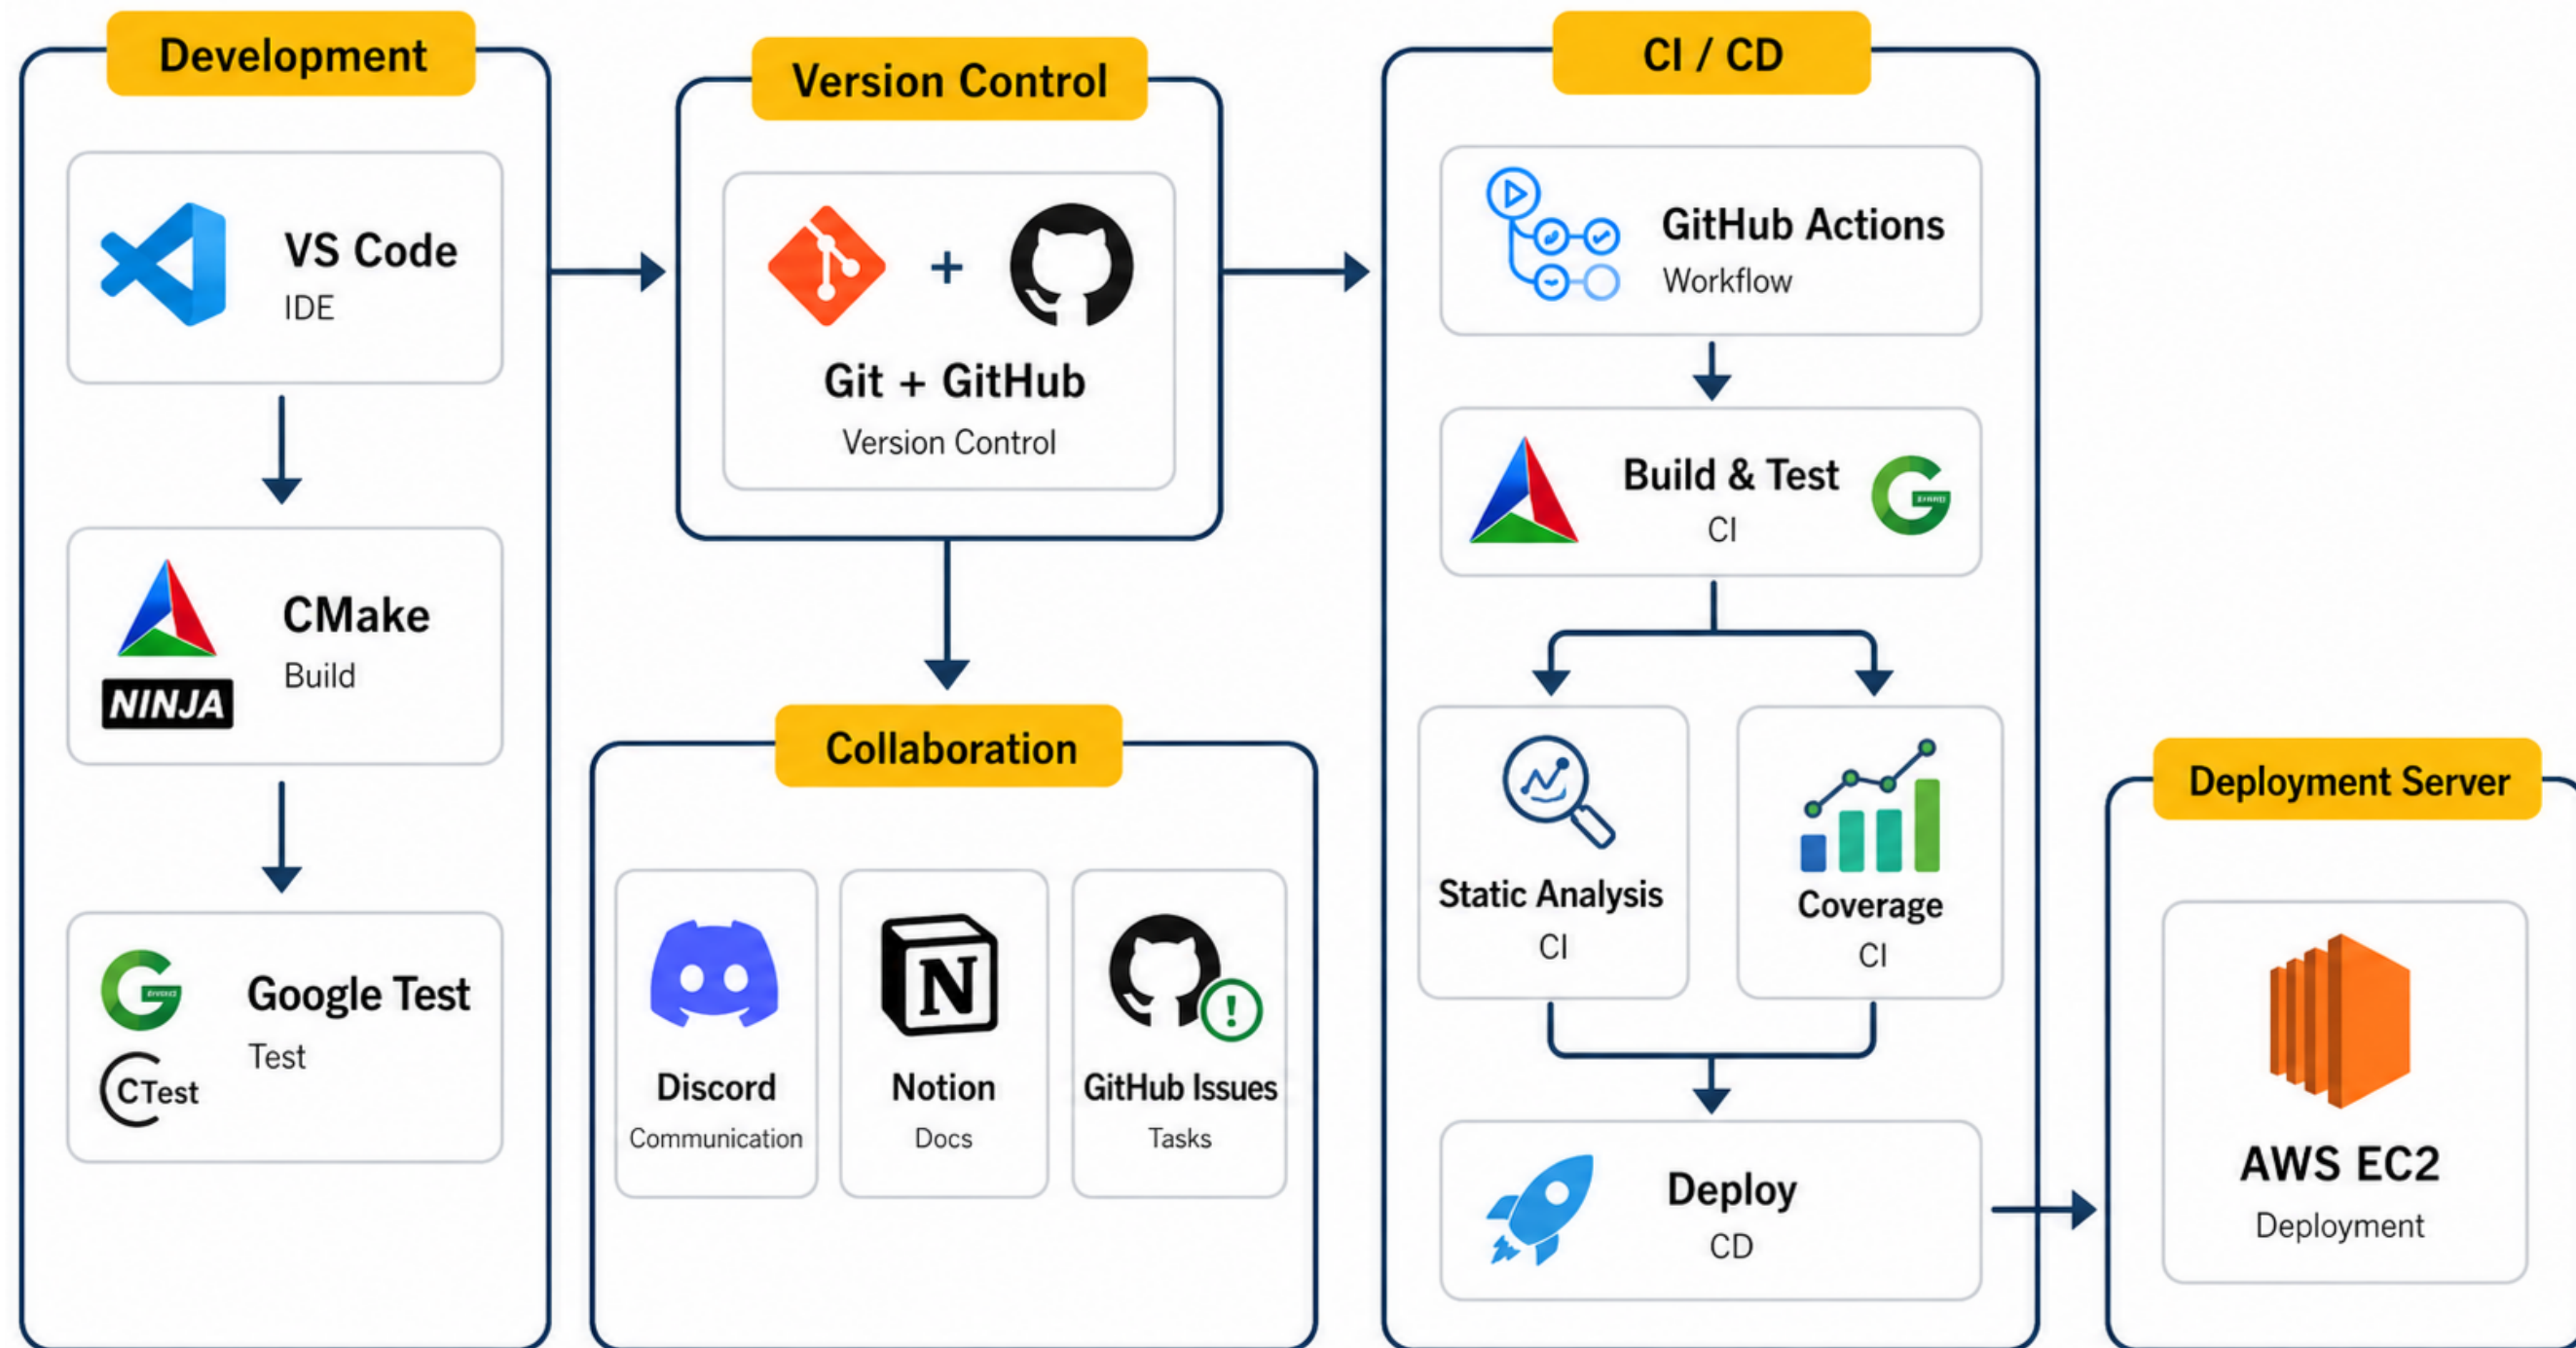 Development
VS Code
IDE
CMake
Build
NINJA
Google Test
Test
CTest
Version Control
+
Git + GitHub
Version Control
Collaboration
Discord
Communication
N
Notion
Docs
!
GitHub Issues
Tasks
CI / CD
GitHub Actions
Workflow
Build & Test
CI
G
Static Analysis
CI
Coverage
CI
Deploy
CD
Deployment Server
AWS EC2
Deployment